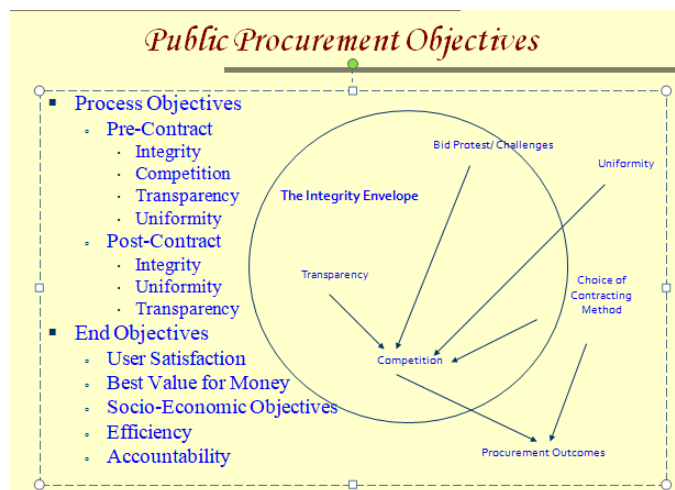 Public Procurement Objectives
Process Objectives
Pre-Contract
Integrity
Competition
Transparency
Uniformity
Post-Contract
Integrity
Uniformity
Transparency
End Objectives
User Satisfaction
Best Value for Money
Socio-Economic Objectives
Efficiency
Accountability
Bid Protest/ Challenges
Uniformity
The Integrity Envelope
Transparency
Choice of
Contracting
Method
Competition
Procurement Outcomes